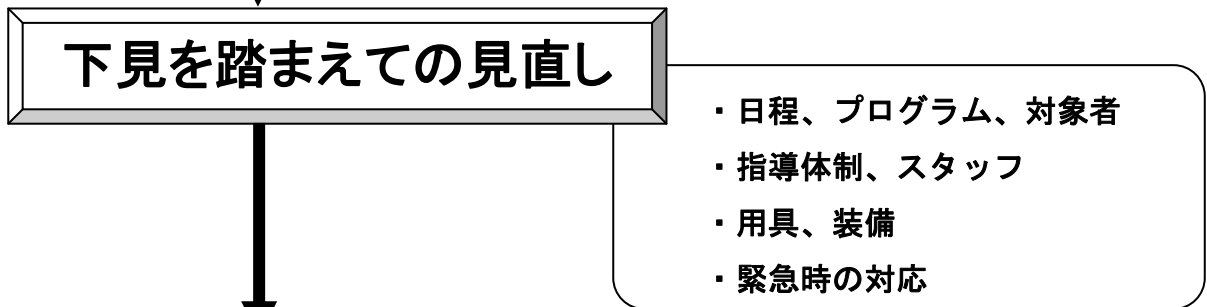 下見を踏まえての見直し
・日程、プログラム、対象者
・指導体制、スタッフ
・用具、装備
・緊急時の対応